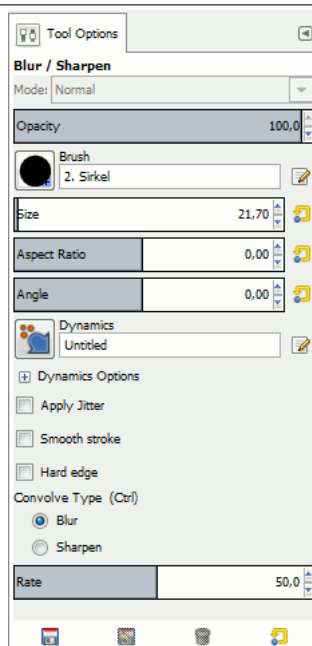 Tool Options
Blur / Sharpen
Mode: Normal
Opacity 100,0
Brush
2. Sirkel
Size 21,70
Aspect Ratio 0,00
Angle 0,00
Dynamics
Untitled
Dynamics Options
Apply Jitter
Smooth stroke
Hard edge
Convolve Type (Ctrl)
Blur
Sharpen
Rate 50,0